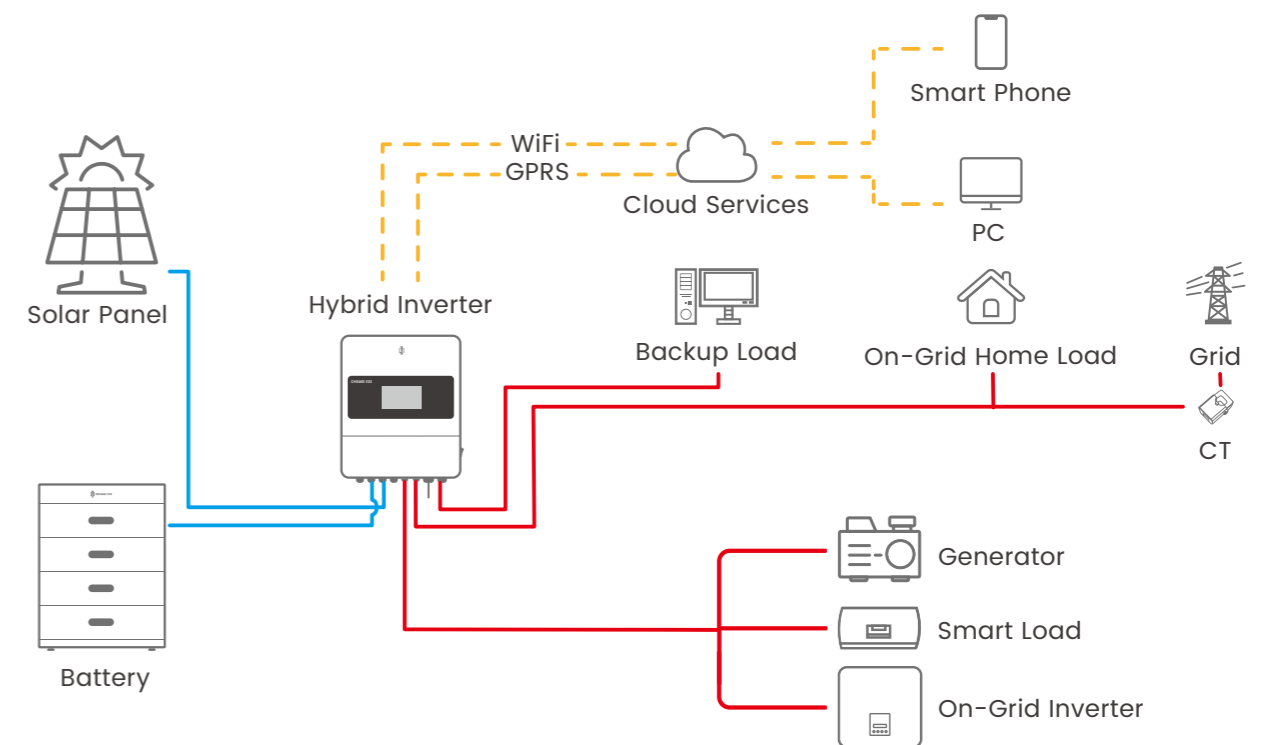 Smart Phone
WiFi
GPRS
Cloud Services
PC
Solar Panel
Hybrid Inverter
Backup Load
On-Grid Home Load
Grid
CT
Battery
Generator
Smart Load
On-Grid Inverter